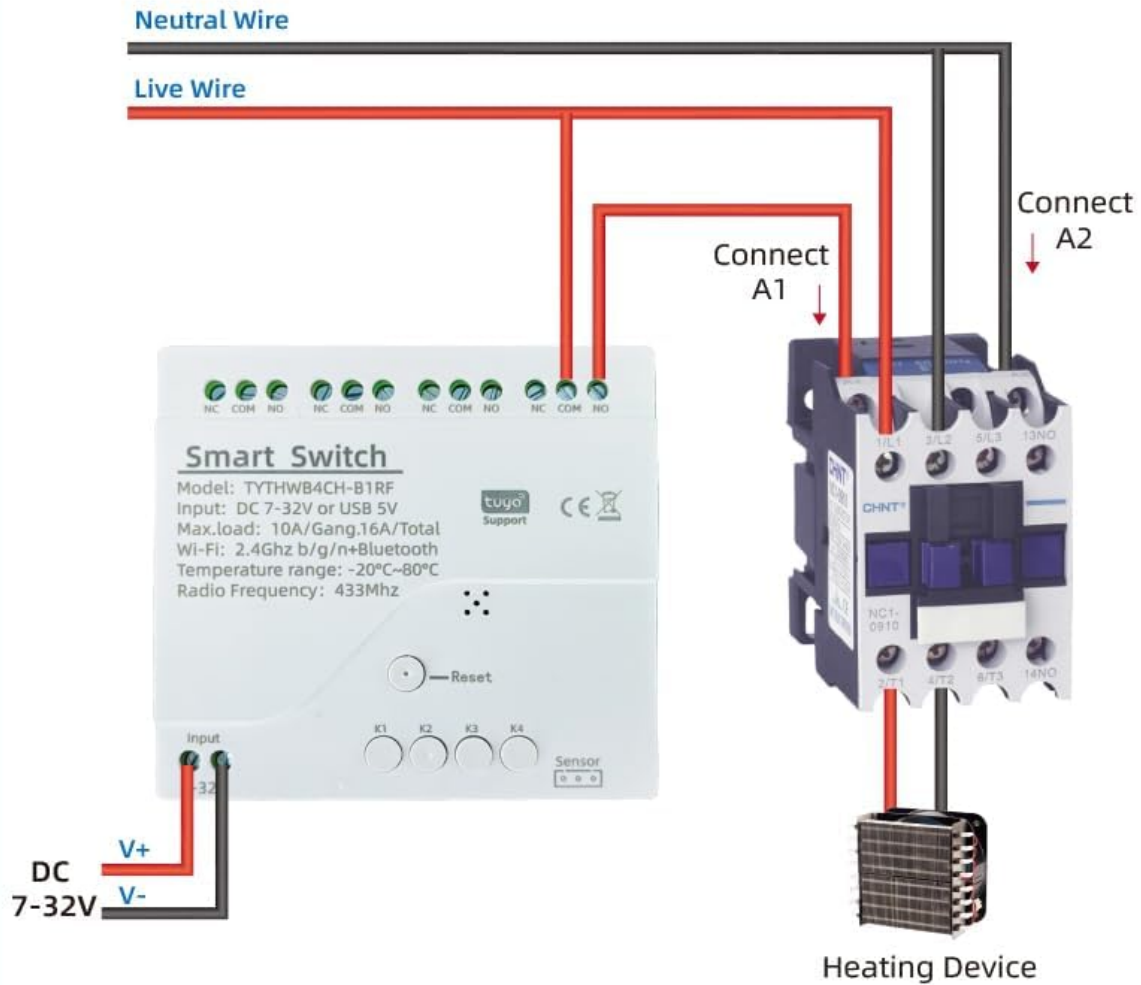 Neutral Wire
Live Wire
Connect
A2
Connect
A1
NC COM NO NC COM NO NC COM NO NC COM NO
Smart Switch
Model: TYTHWB4CH-B1RF
Input: DC 7-32V or USB 5V
Max.load: 10A/Gang.16A/Total
Wi-Fi: 2.4Ghz b/g/n+Bluetooth
Temperature range: -20°C~80°C
Radio Frequency: 433Mhz
tuya
Support
CE
Reset
K1 K2 K3 K4
Input
-32
Sensor
V+
DC
7-32V
V-
1/L1 3/L2 5/L3 13NO
CHNT
CHNT
NC1-
0910
2/T1 4/T2 6/T3 14NO
Heating Device